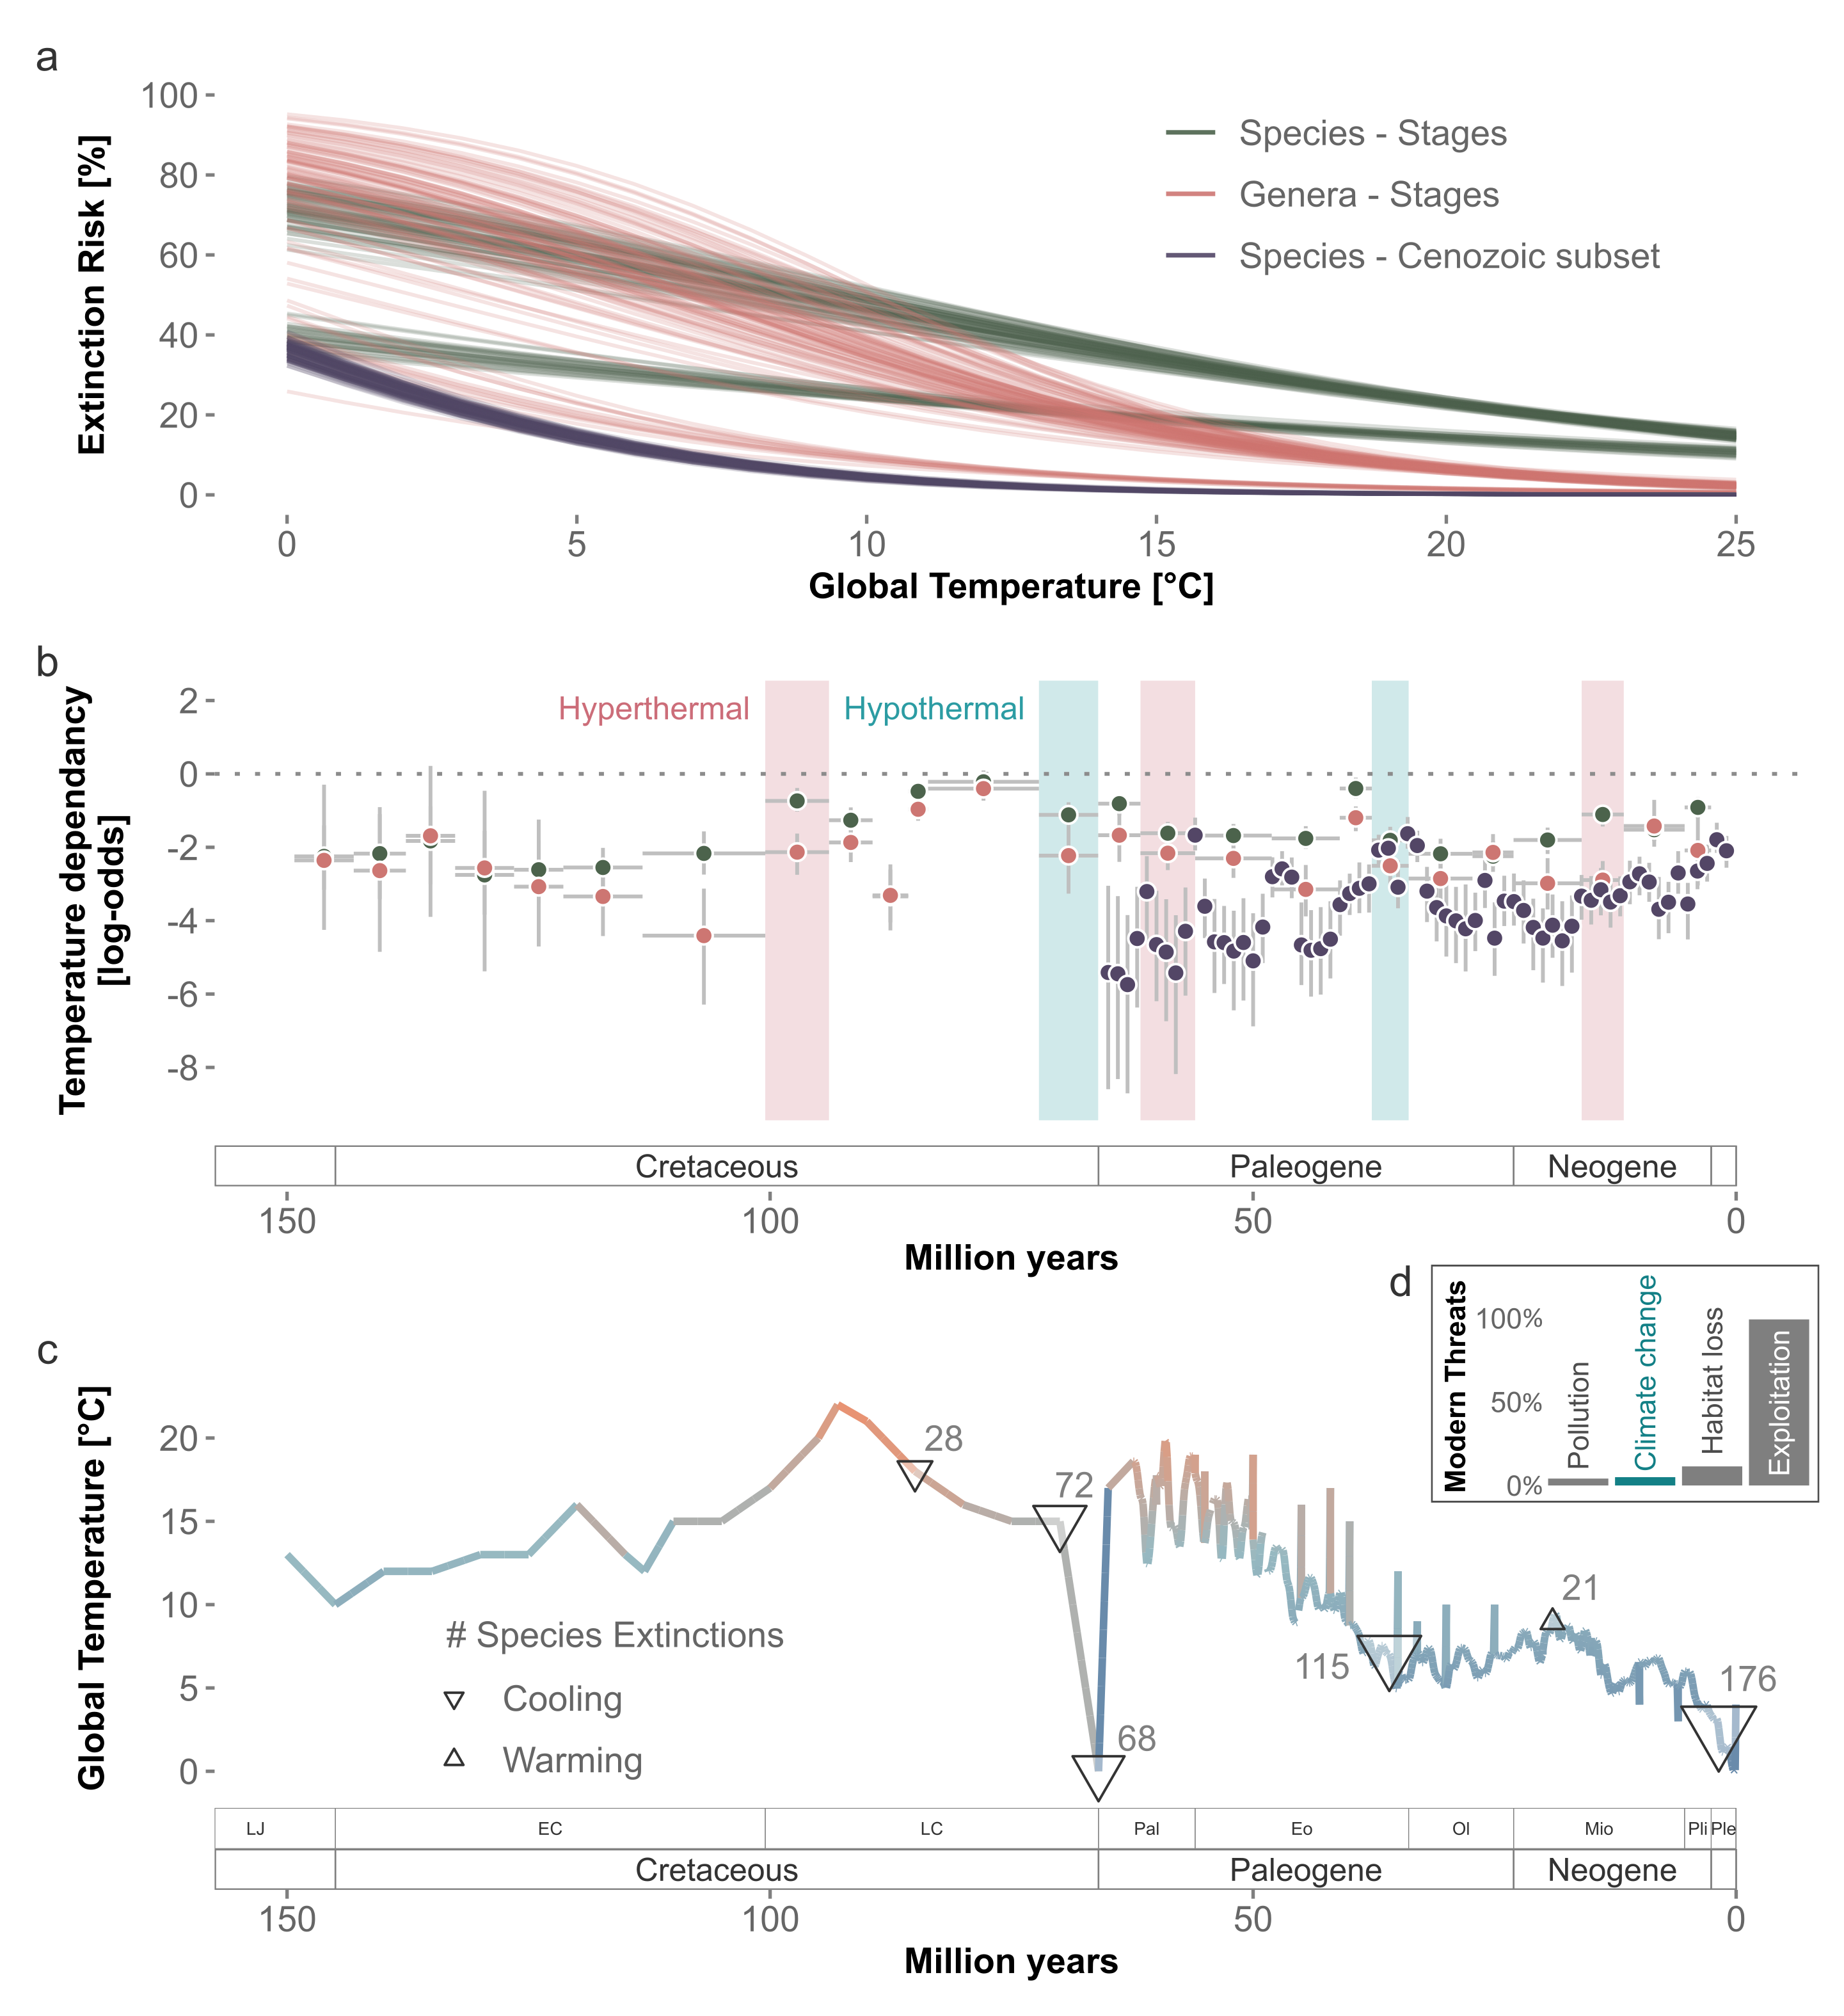 a
Extinction Risk [%]
100
80
60
40
20
0
Species - Stages
Genera - Stages
Species - Cenozoic subset
0 5 10 15 20 25
Global Temperature [°C]
b
Temperature dependancy
[log-odds]
2
0
-2
-4
-6
-8
Hyperthermal
Hypothermal
Cretaceous Paleogene Neogene
150 100 50 0
Million years
d
Modern Threats
100%
50%
0%
Pollution
Climate change
Habitat loss
Exploitation
c
Global Temperature [°C]
20
15
10
5
0
28
72
68
115
21
176
# Species Extinctions
Cooling
Warming
LJ EC LC Pal Eo Ol Mio Pli Ple
Cretaceous Paleogene Neogene
150 100 50 0
Million years